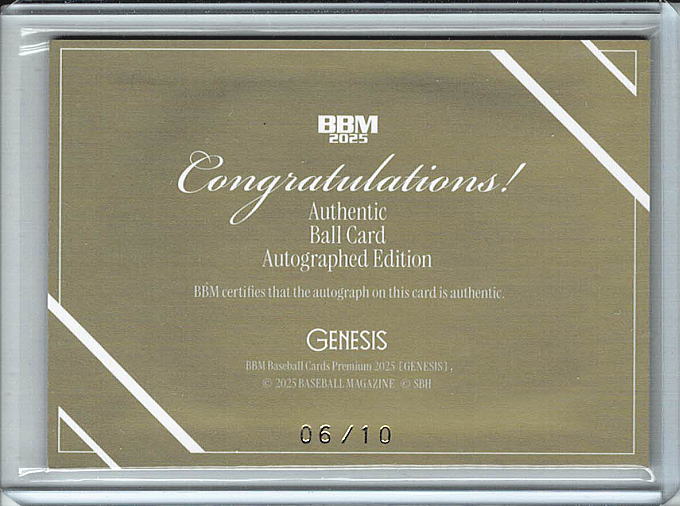 BBM
2025
Congratulations!
Authentic
Ball Card
Autographed Edition
BBM certifies that the autograph on this card is authentic.
GENESIS
BBM Baseball Cards Premium 2025 [GENESIS],
© 2025 BASEBALL MAGAZINE © SBH
06/10